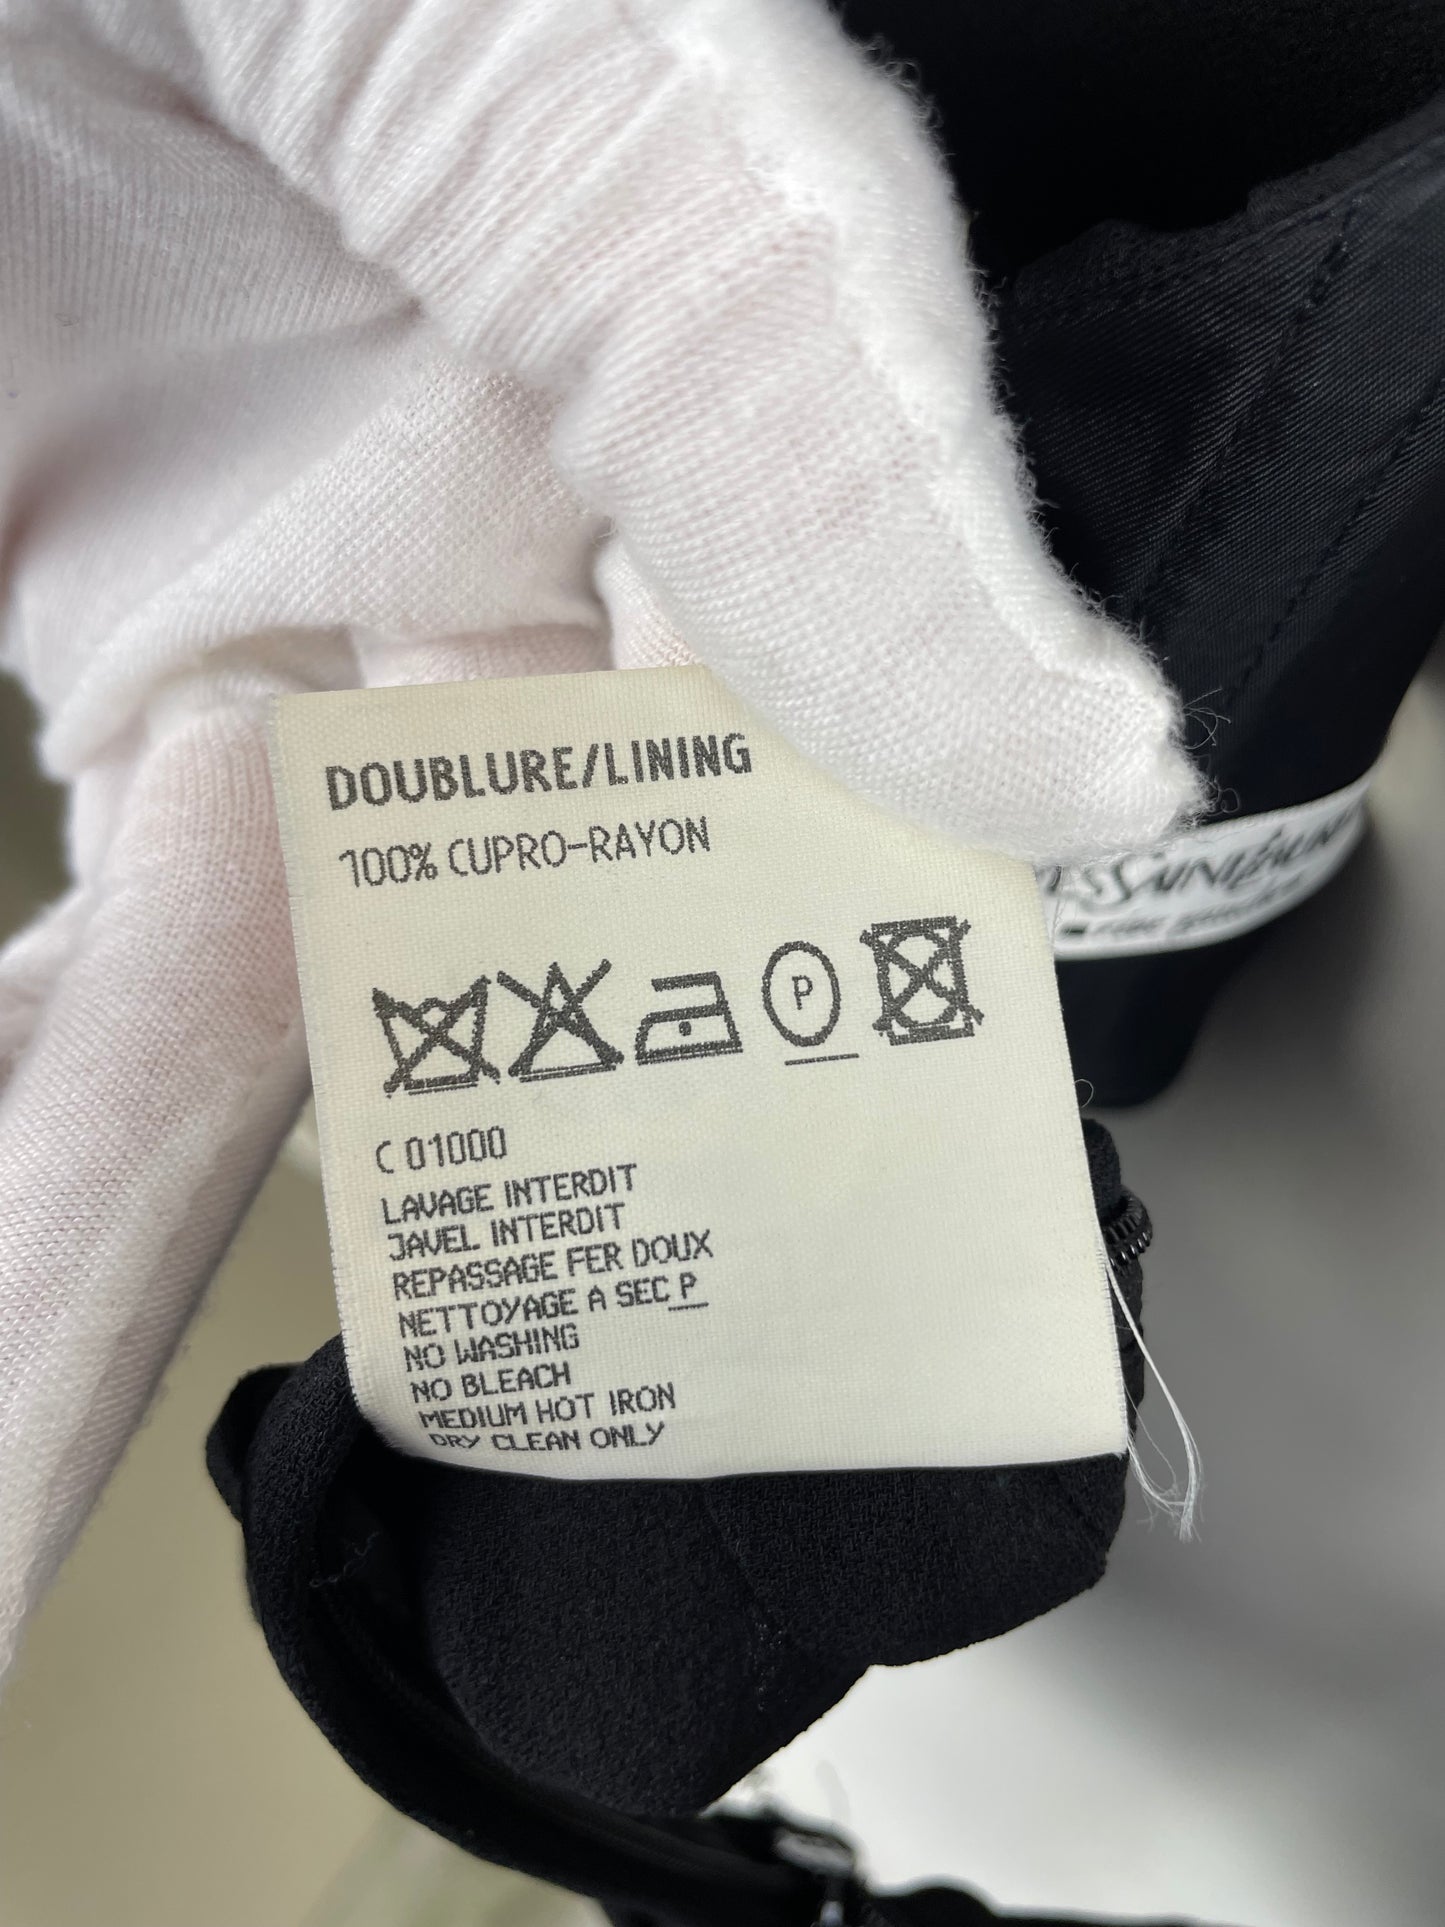 DOUBLURE/LINING
100% CUPRO-RAYON
P
C 01000
LAVAGE INTERDIT
JAVEL INTERDIT
REPASSAGE FER DOUX
NETTOYAGE A SEC P
NO WASHING
NO BLEACH
MEDIUM HOT IRON
DRY CLEAN ONLY